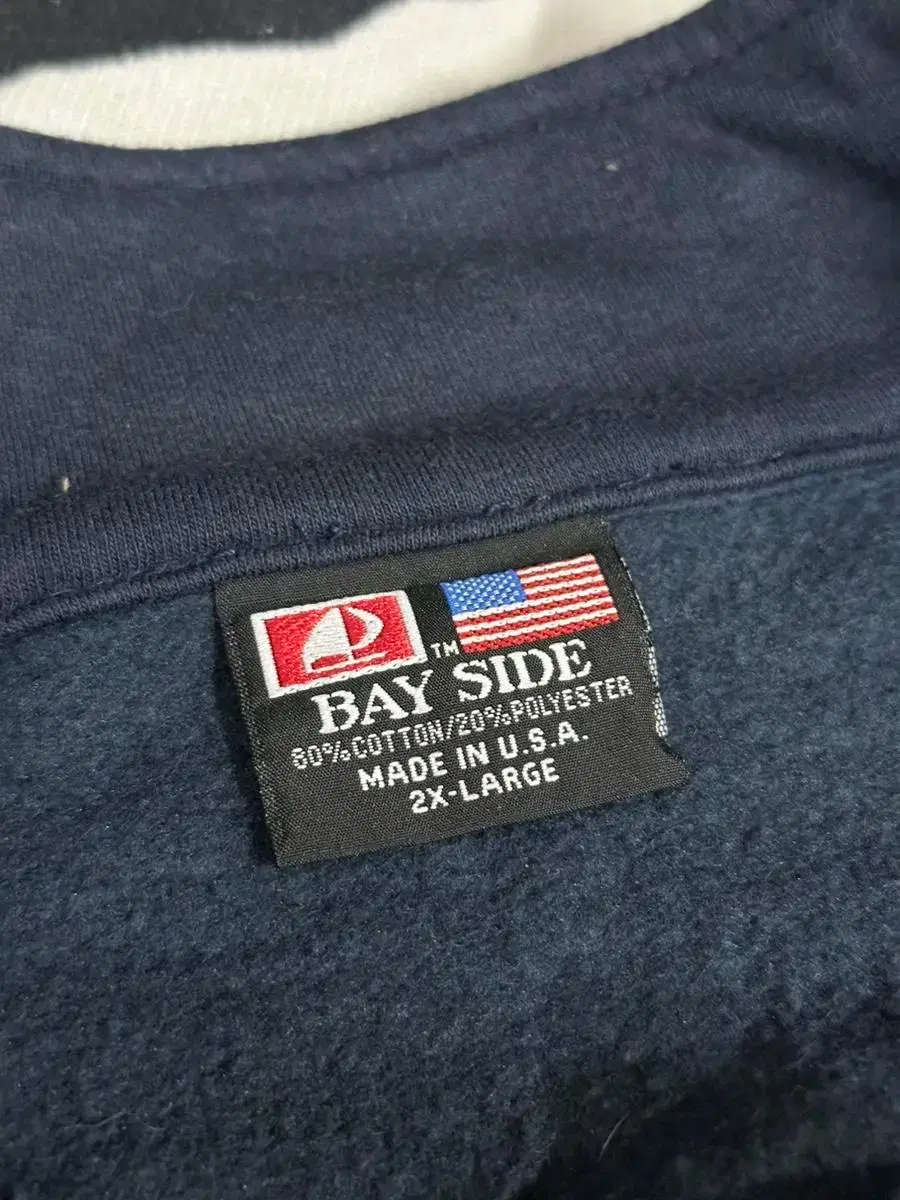 TM
BAY SIDE
80%COTTON/20%POLYESTER
MADE IN U.S.A.
2X-LARGE